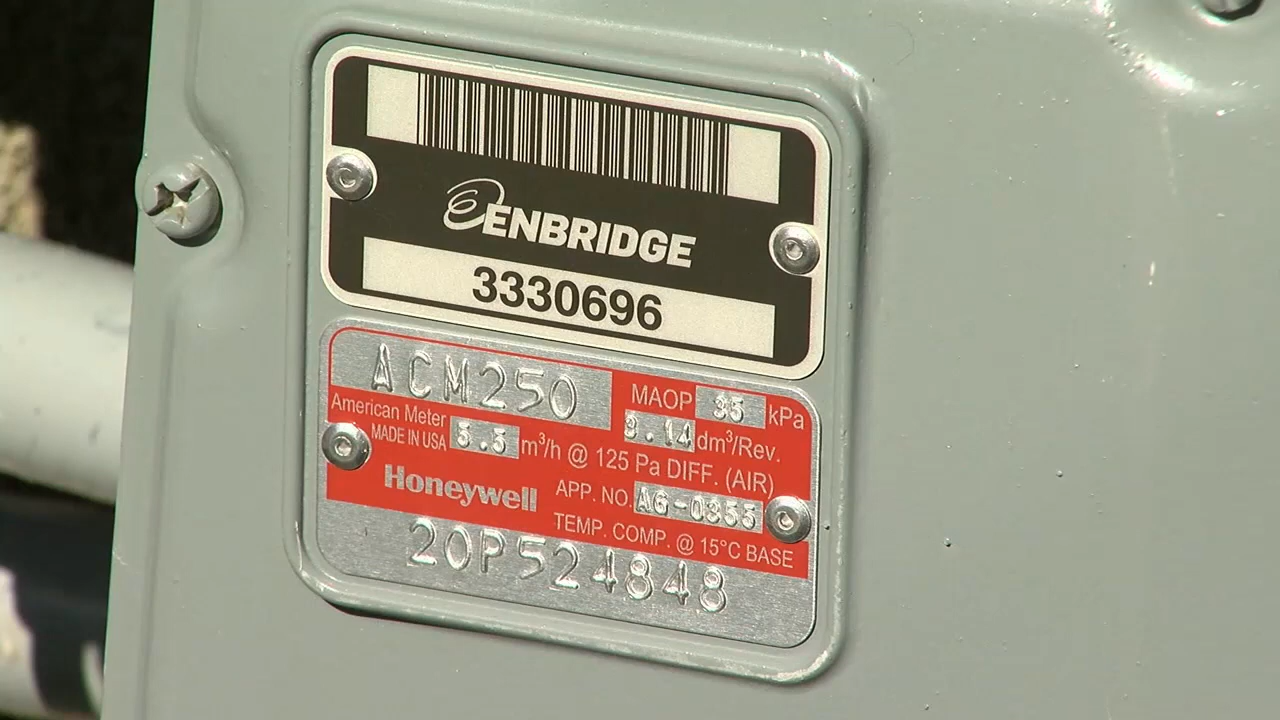 ENBRIDGE
3330696
ACM250
MAOP 35 kPa
American Meter
MADE IN USA
5.5 m³/h @ 125 Pa DIFF. (AIR)
3.14 dm³/Rev.
Honeywell
APP. NO. AG-0355
TEMP. COMP. @ 15°C BASE
20P524848